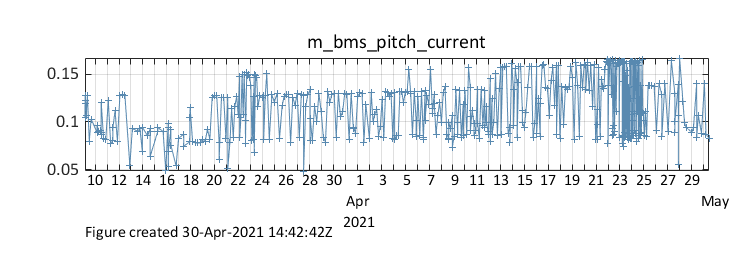 m_bms_pitch_current
0.15
0.1
0.05
10 12 14 16 18 20 22 24 26 28 30 1 3 5 7 9 11 13 15 17 19 21 23 25 27 29
Apr May
2021
Figure created 30-Apr-2021 14:42:42Z